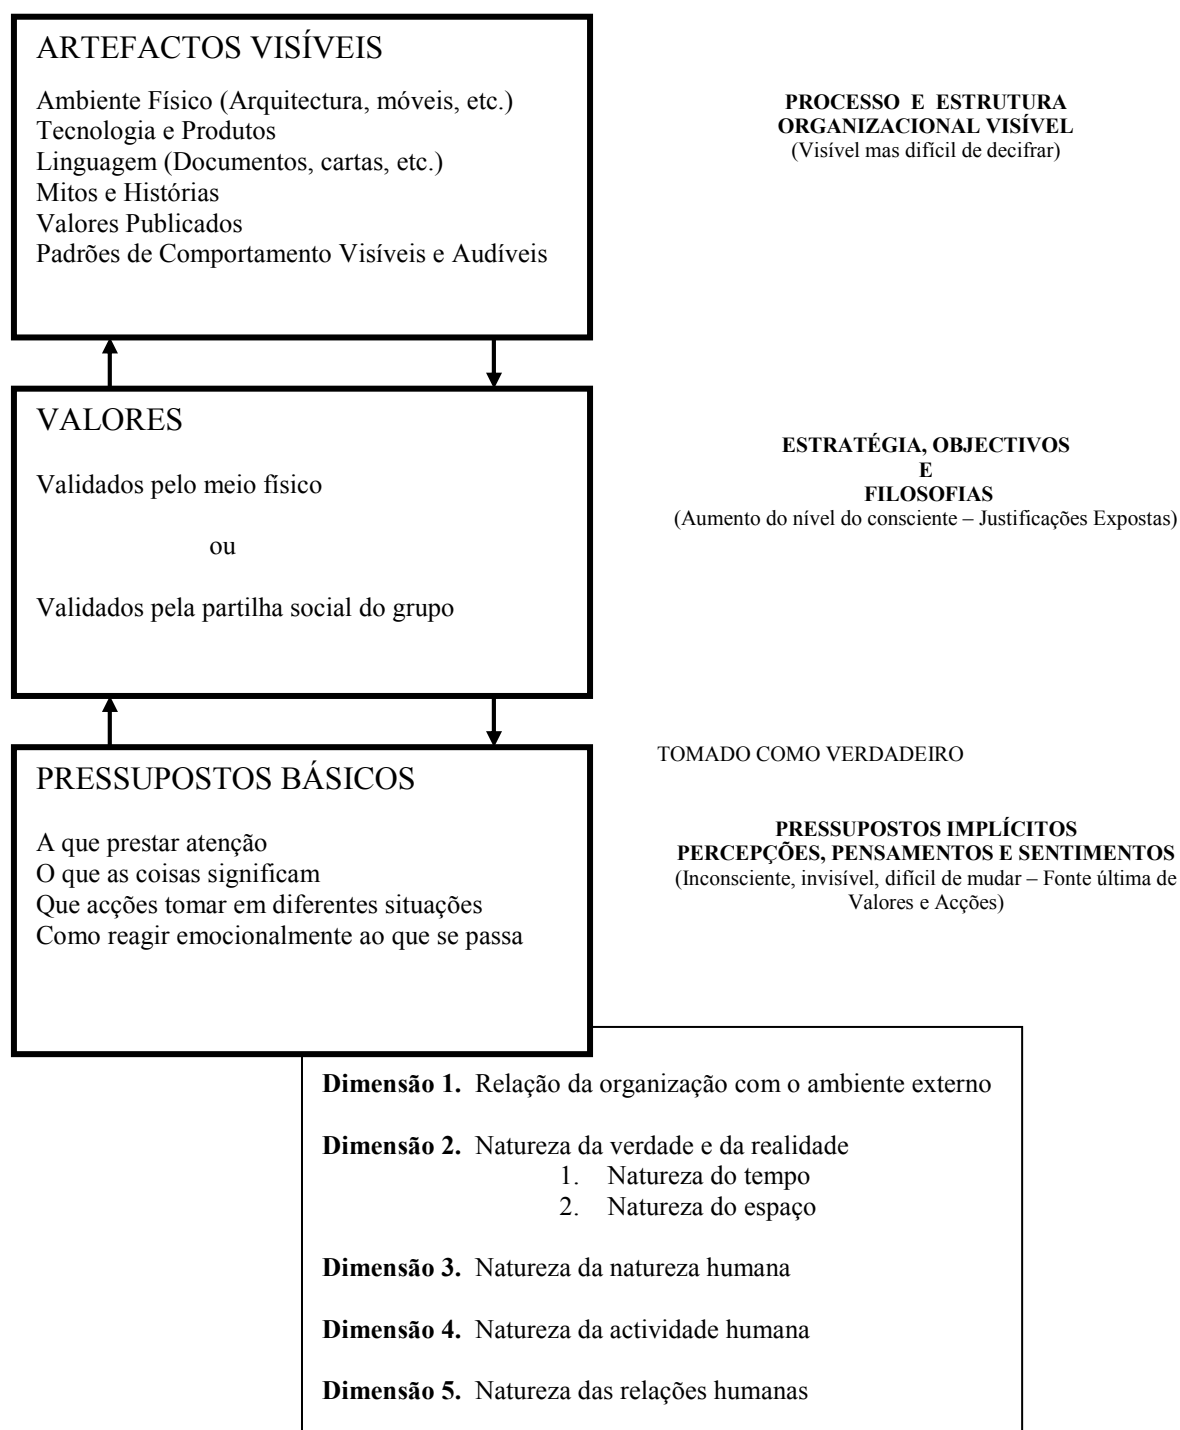 ARTEFACTOS VISÍVEIS
Ambiente Físico (Arquitectura, móveis, etc.)
Tecnologia e Produtos
Linguagem (Documentos, cartas, etc.)
Mitos e Histórias
Valores Publicados
Padrões de Comportamento Visíveis e Audíveis
PROCESSO E ESTRUTURA
ORGANIZACIONAL VISÍVEL
(Visível mas difícil de decifrar)
VALORES
Validados pelo meio físico
ou
Validados pela partilha social do grupo
ESTRATÉGIA, OBJECTIVOS
E
FILOSOFIAS
(Aumento do nível do consciente – Justificações Expostas)
PRESSUPOSTOS BÁSICOS
A que prestar atenção
O que as coisas significam
Que acções tomar em diferentes situações
Como reagir emocionalmente ao que se passa
TOMADO COMO VERDADEIRO
PRESSUPOSTOS IMPLÍCITOS
PERCEPÇÕES, PENSAMENTOS E SENTIMENTOS
(Inconsciente, invisível, difícil de mudar – Fonte última de
Valores e Acções)
Dimensão 1. Relação da organização com o ambiente externo
Dimensão 2. Natureza da verdade e da realidade
1. Natureza do tempo
2. Natureza do espaço
Dimensão 3. Natureza da natureza humana
Dimensão 4. Natureza da actividade humana
Dimensão 5. Natureza das relações humanas